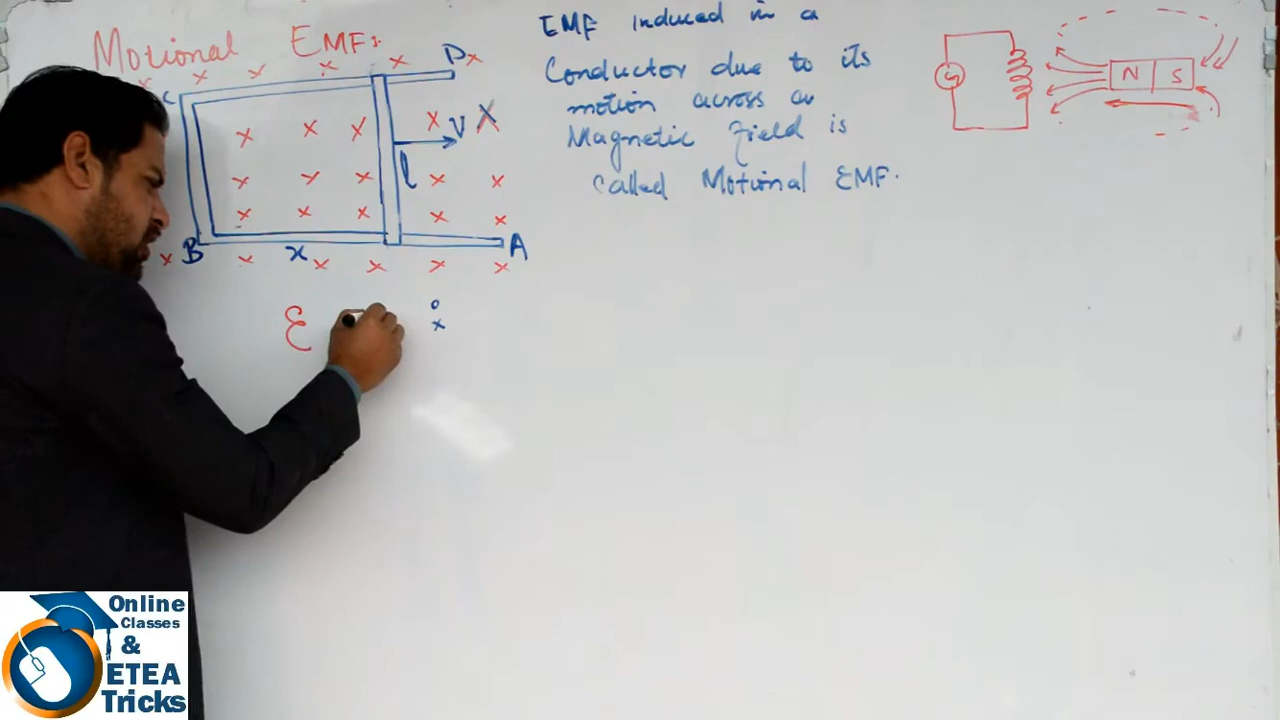 Motional EMF:
EMF induced in a
Conductor due to its
motion across a
Magnetic field is
called Motional EMF.
C
D
V
l
B
x
A
ε
G
N S
Online
Classes
&
ETEA
Tricks